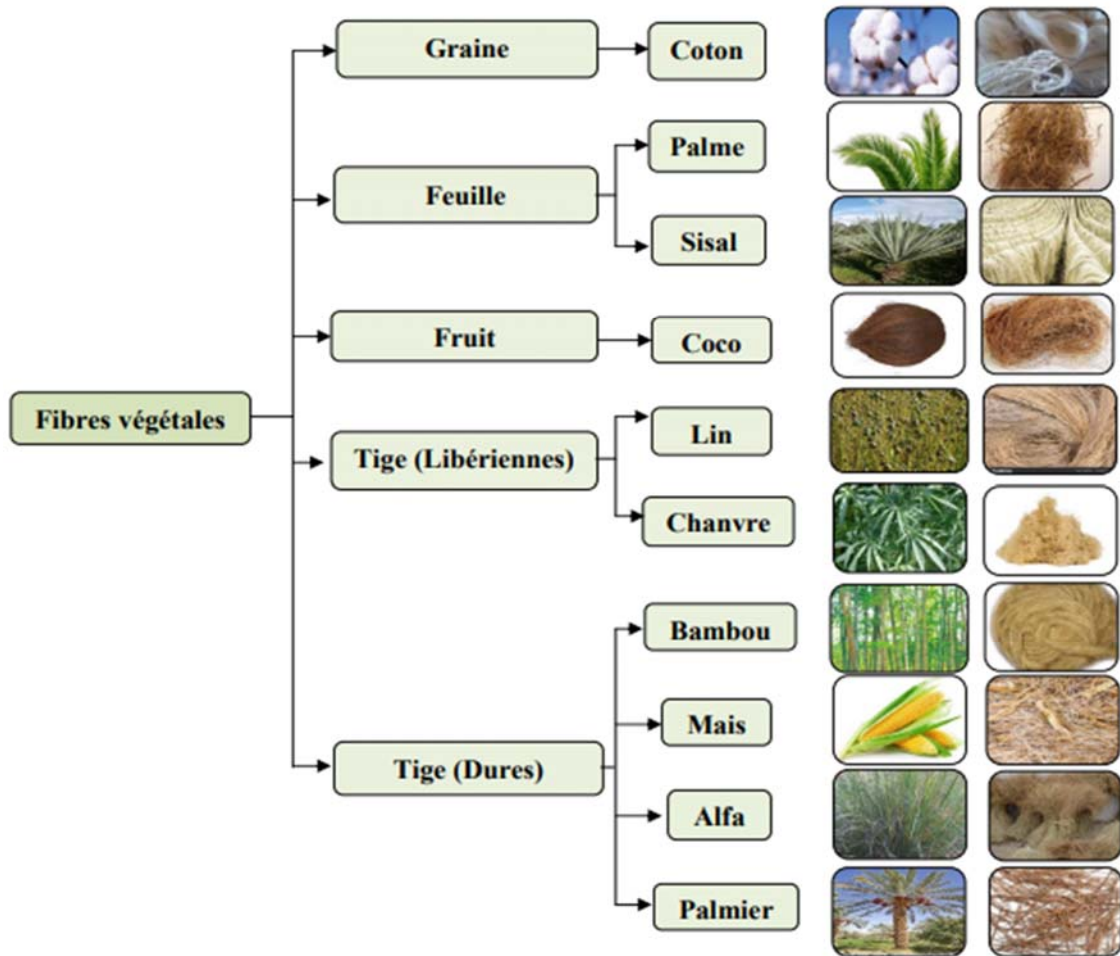 Graine
Coton
Palme
Feuille
Sisal
Fruit
Coco
Fibres végétales
Lin
Tige (Libériennes)
Chanvre
Bambou
Mais
Tige (Dures)
Alfa
Palmier